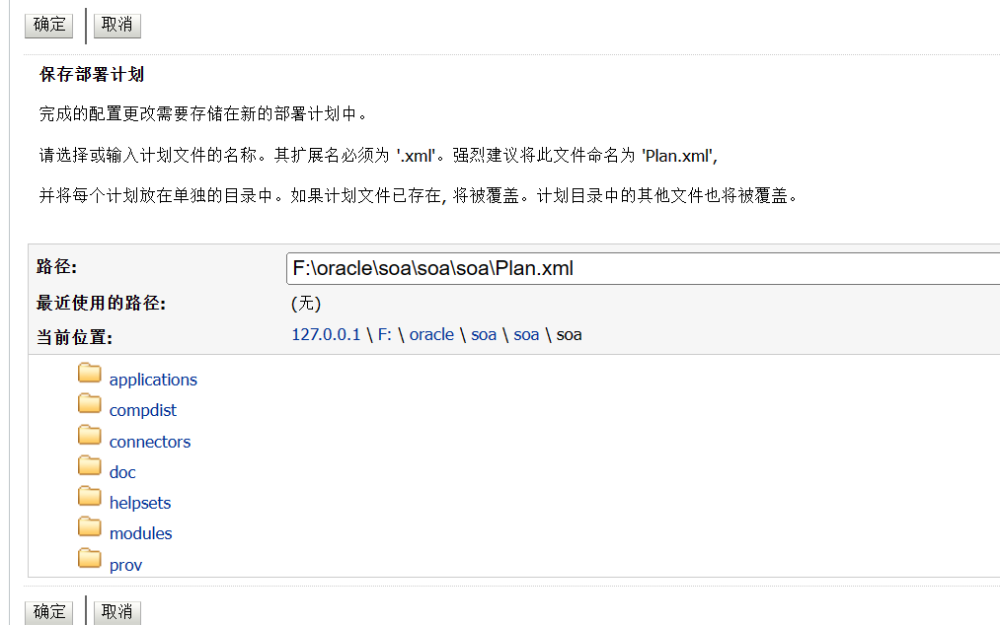 确定 取消
保存部署计划
完成的配置更改需要存储在新的部署计划中。
请选择或输入计划文件的名称。其扩展名必须为 '.xml'。强烈建议将此文件命名为 'Plan.xml',
并将每个计划放在单独的目录中。如果计划文件已存在, 将被覆盖。计划目录中的其他文件也将被覆盖。
路径: F:\oracle\soa\soa\soa\Plan.xml
最近使用的路径: (无)
当前位置: 127.0.0.1 \ F: \ oracle \ soa \ soa \ soa
applications
compdist
connectors
doc
helpsets
modules
prov
确定 取消